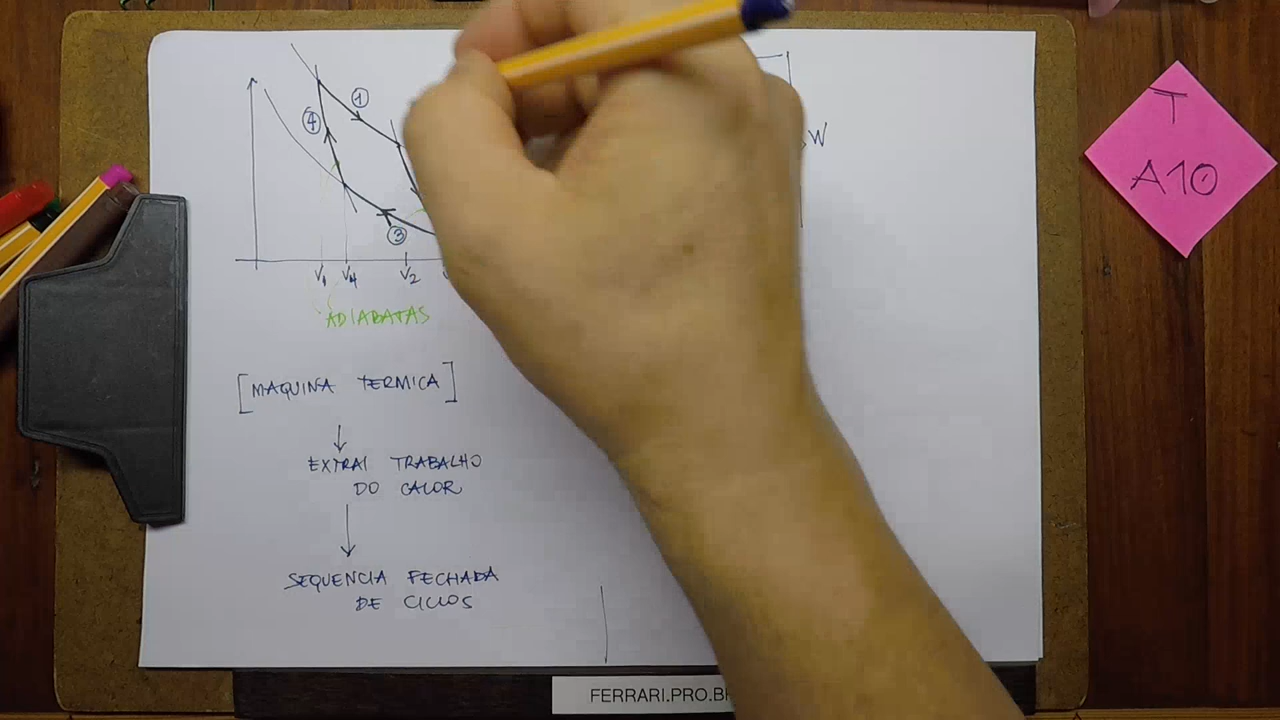 1
4
3
V1 V4 V2
ADIABATAS
[MAQUINA TERMICA]
EXTRAI TRABALHO
DO CALOR
SEQUENCIA FECHADA
DE CICLOS
W
T
A10
FERRARI.PRO.BR